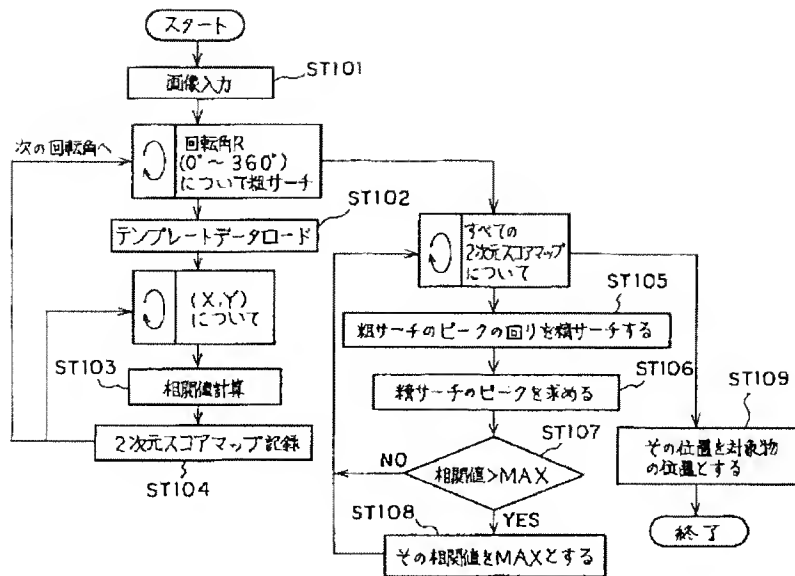 スタート
ST101
画像入力
次の回転角へ
回転角R
(0°～360°)
について粗サーチ
ST102
テンプレートデータロード
(X,Y)
について
ST103
相関値計算
2次元スコアマップ記録
ST104
すべての
2次元スコアマップ
について
ST105
粗サーチのピークの回りを精サーチする
ST106
精サーチのピークを求める
ST107
NO
相関値>MAX
YES
ST108
その相関値をMAXとする
ST109
その位置を対象物
の位置とする
終了